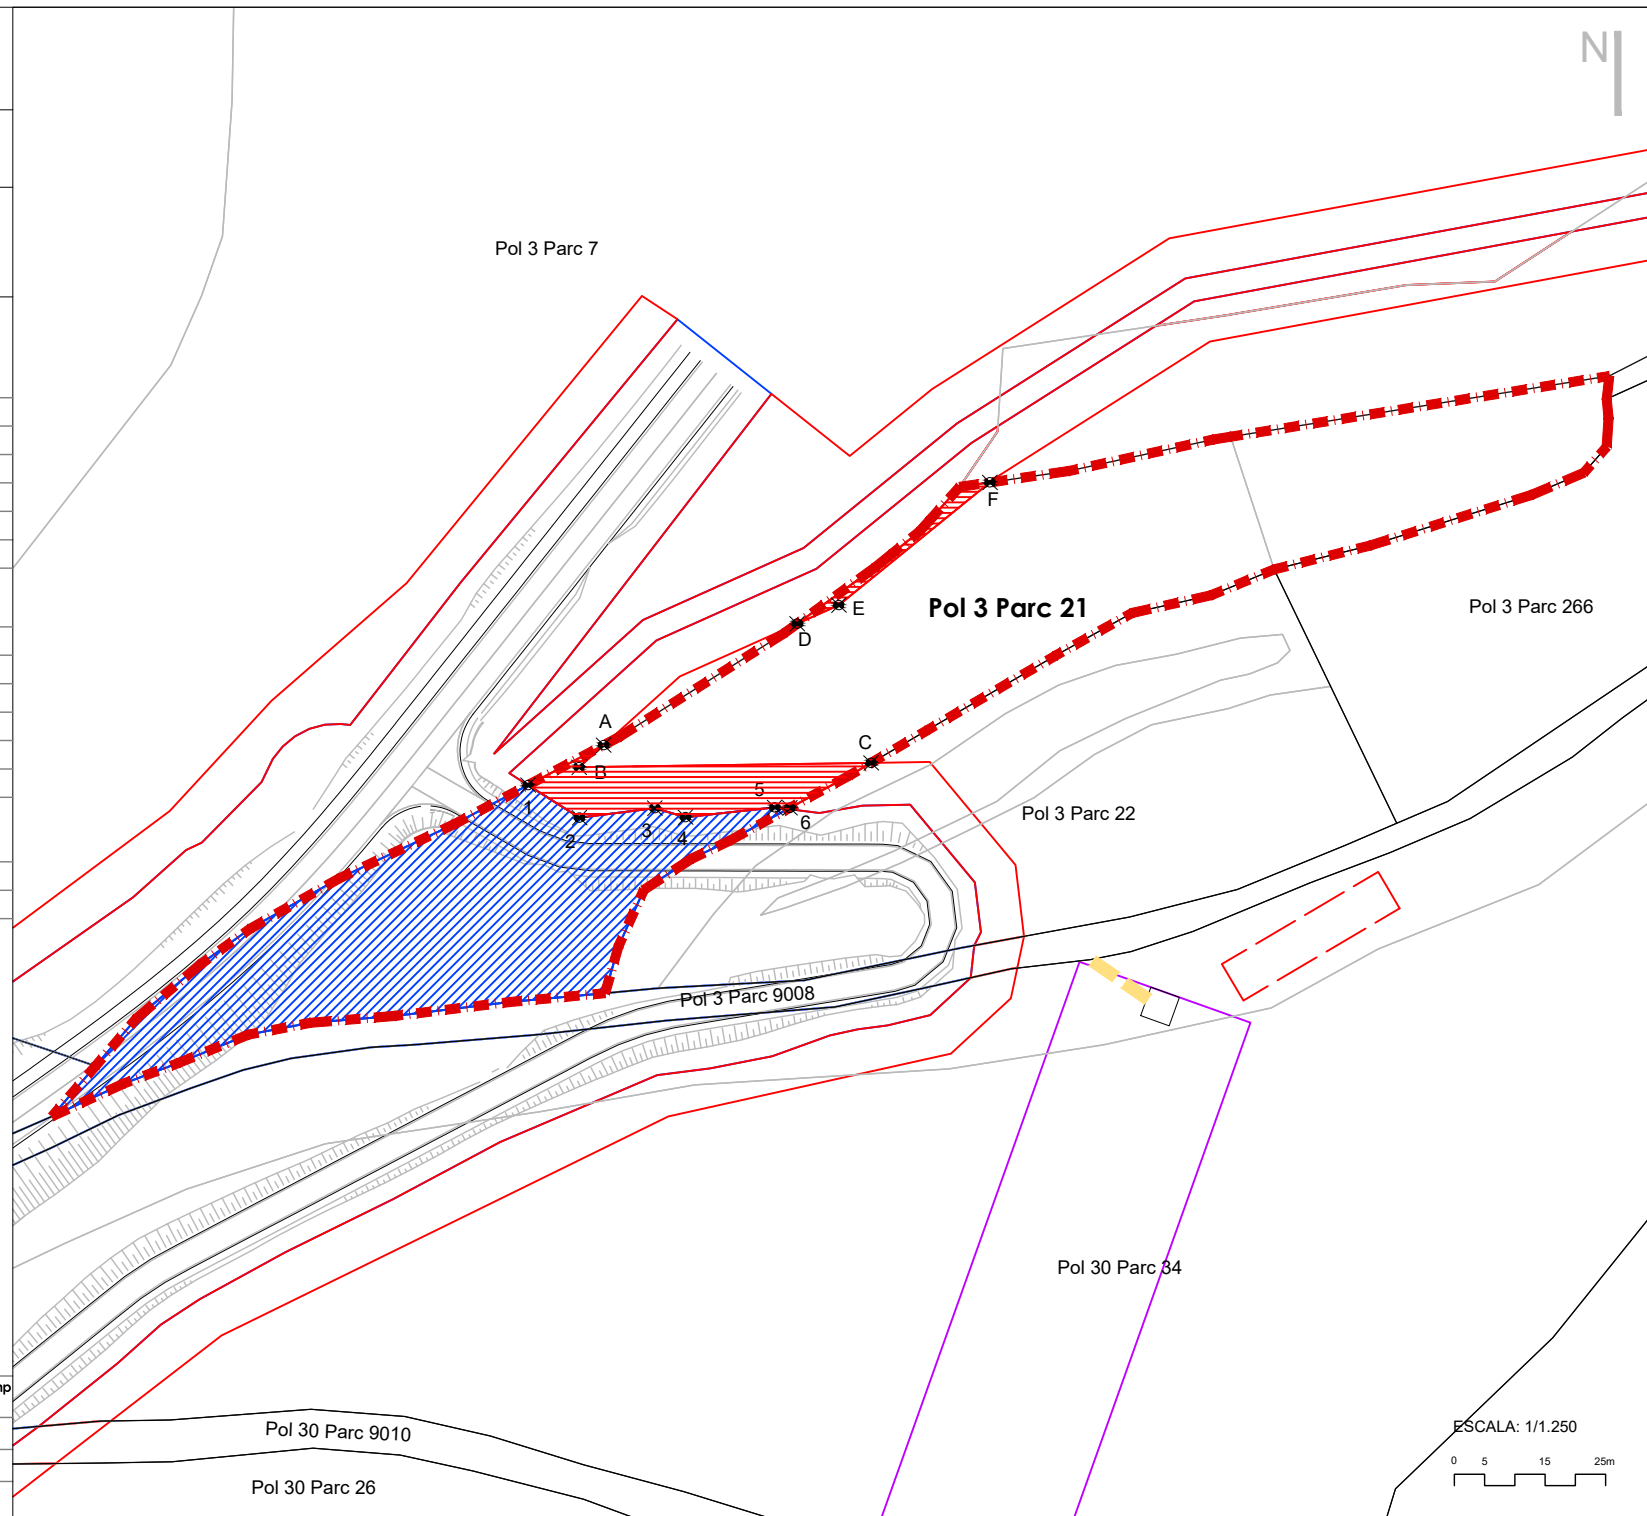 N
Pol 3 Parc 7
F
E
Pol 3 Parc 21
Pol 3 Parc 266
D
A
C
B
5
1
3
6
Pol 3 Parc 22
2
4
Pol 3 Parc 9008
Pol 30 Parc 34
Pol 30 Parc 9010
ESCALA: 1/1.250
0 5 15 25m
Pol 30 Parc 26